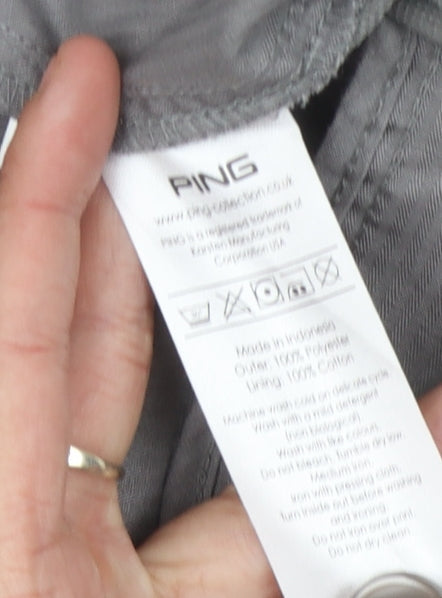 PING
www.ping-collection.co.uk
PING is a registered trademark of
Karsten Manufacturing
Corporation USA
Made in Indonesia
Outer: 100% Polyester
Lining: 100% Cotton
Machine wash cold on delicate cycle
Wash with a mild detergent
(non biological)
Wash with like colours
Do not bleach, tumble dry low
Medium iron
Iron with pressing cloth
Turn inside out before washing
and ironing
Do not iron over print
Do not dry clean